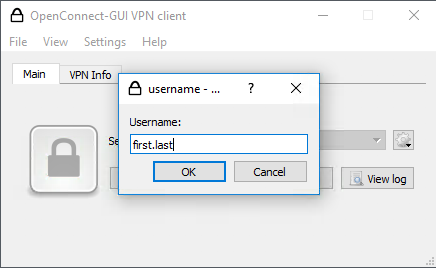 OpenConnect-GUI VPN client
File View Settings Help
Main VPN Info
username - ...
?
Username:
first.last
OK Cancel
View log